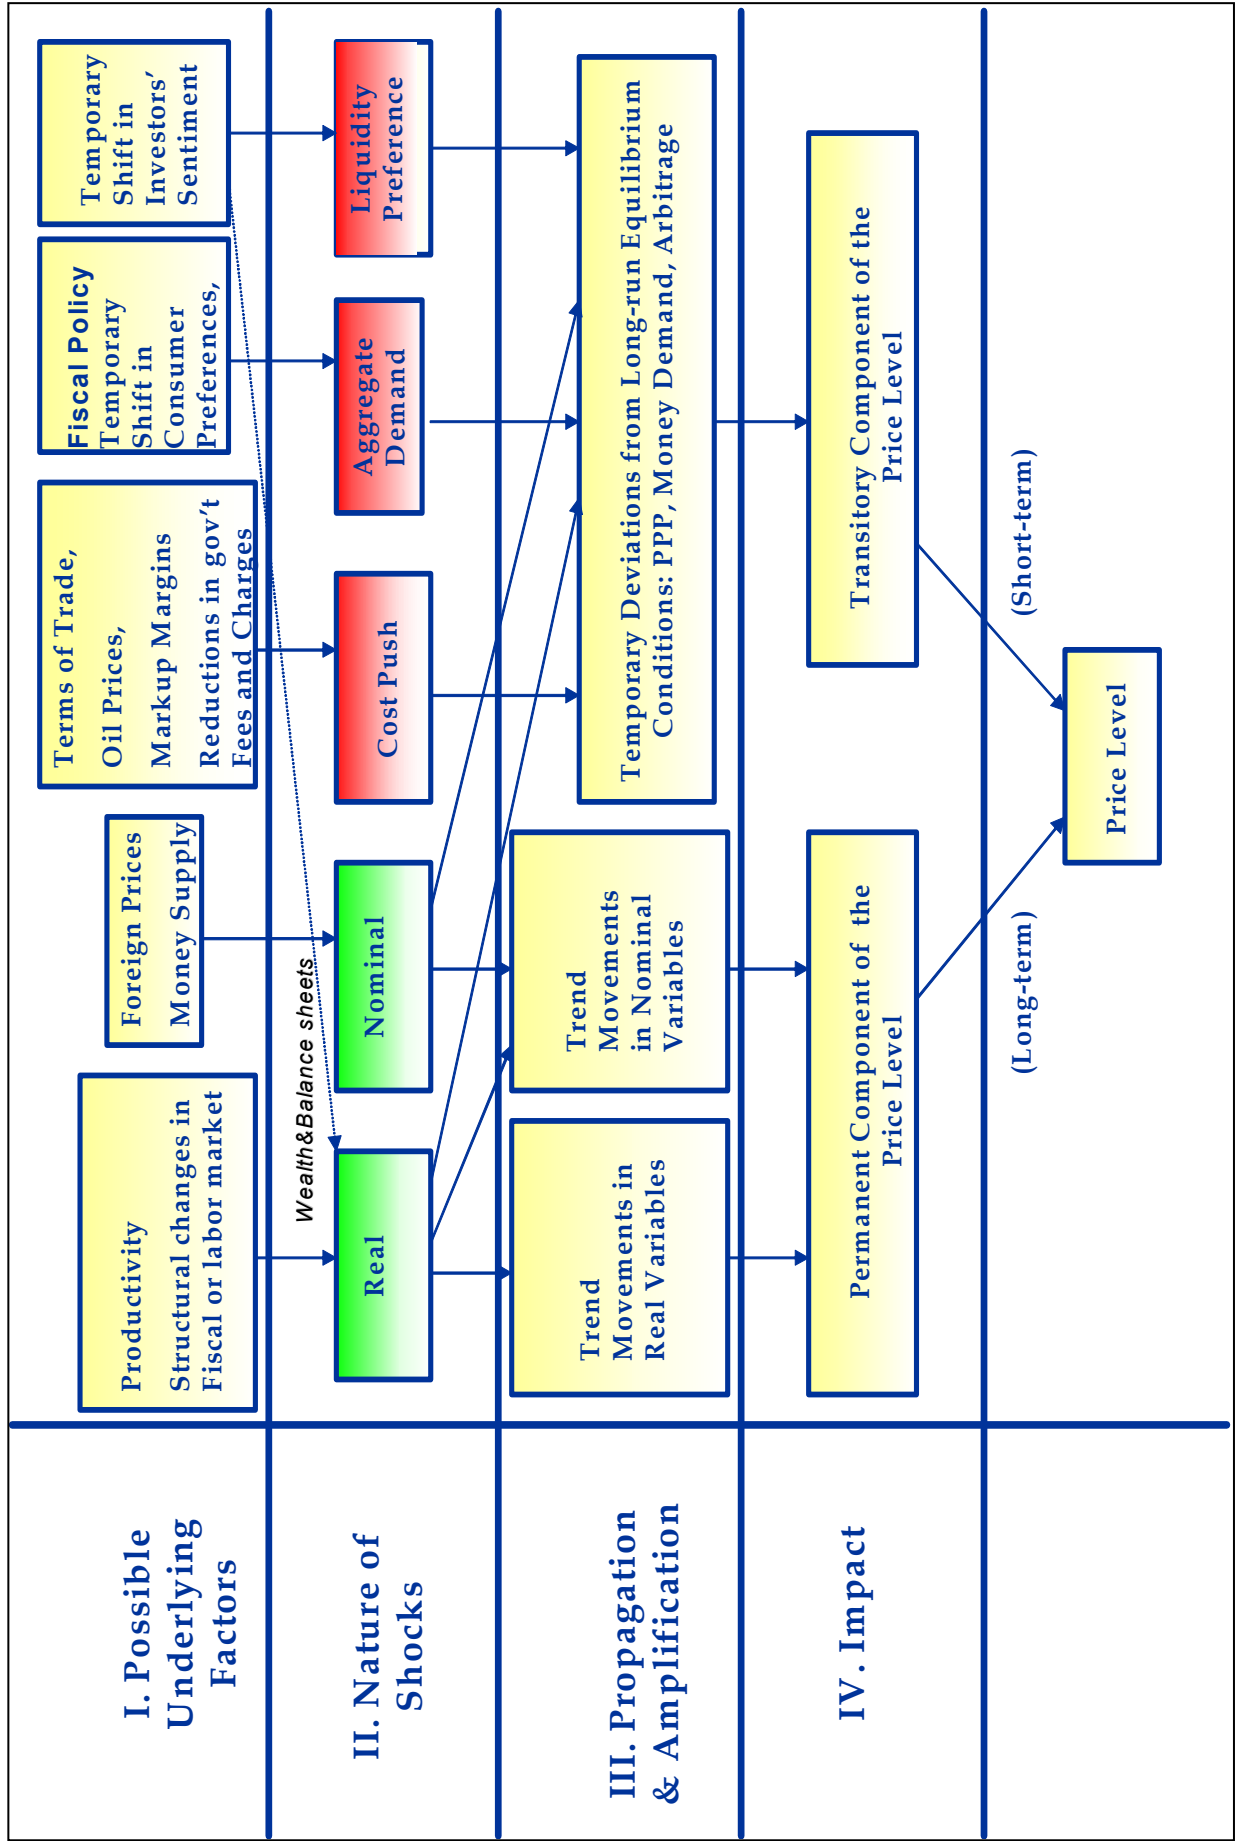 I. Possible
Underlying
Factors
Productivity
Structural changes in
Fiscal or labor market
Foreign Prices
Money Supply
Terms of Trade,
Oil Prices,
Markup Margins
Reductions in gov't
Fees and Charges
Fiscal Policy
Temporary
Shift in
Consumer
Preferences,
Temporary
Shift in
Investors'
Sentiment
II. Nature of
Shocks
Wealth&Balance sheets
Real
Nominal
Cost Push
Aggregate
Demand
Liquidity
Preference
III. Propagation
& Amplification
Trend
Movements in
Real Variables
Trend
Movements
in Nominal
Variables
Temporary Deviations from Long-run Equilibrium
Conditions: PPP, Money Demand, Arbitrage
IV. Impact
Permanent Component of the
Price Level
Transitory Component of the
Price Level
(Long-term)
(Short-term)
Price Level